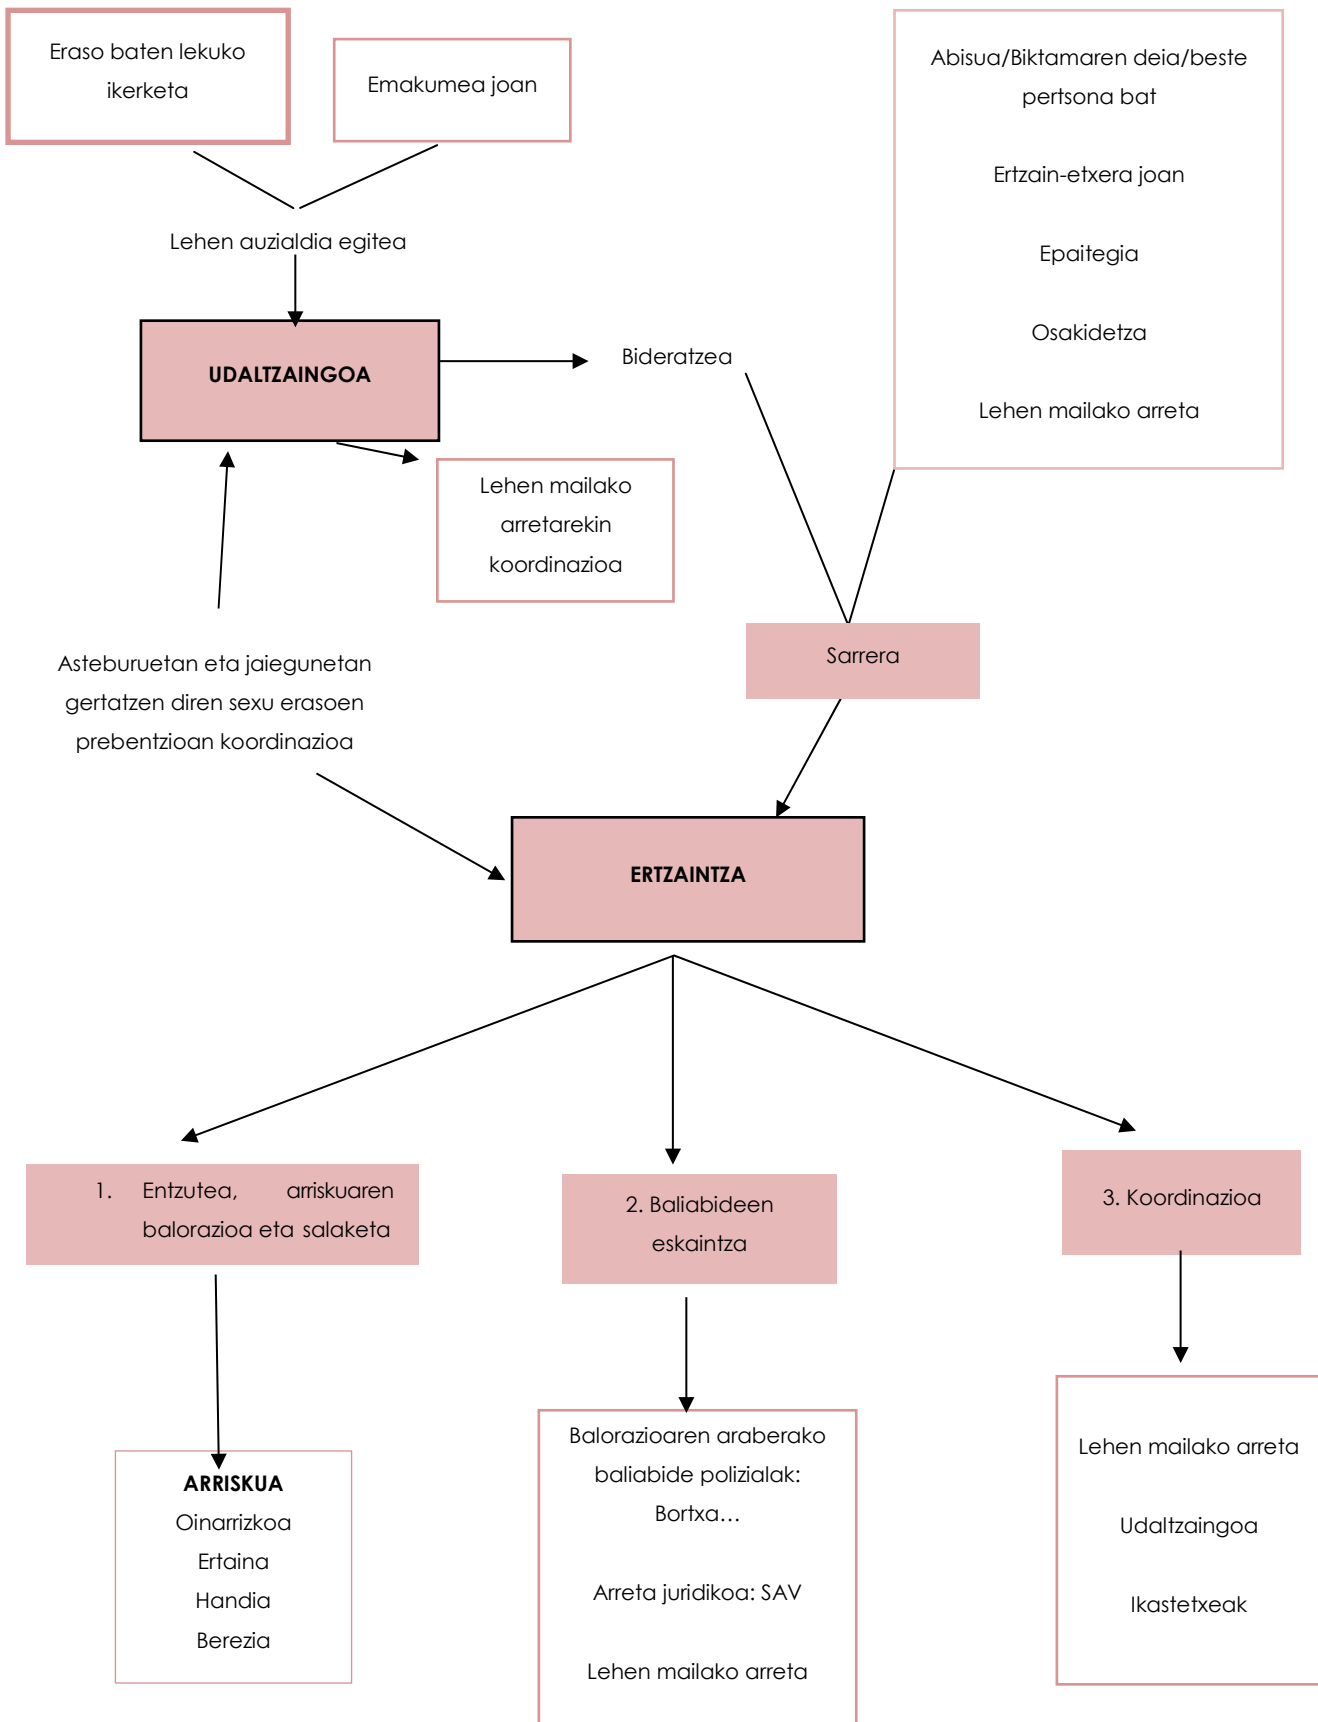 Eraso baten lekuko
ikerketa
Emakumea joan
Abisua/Biktamaren deia/beste
pertsona bat
Ertzain-etxera joan
Epaitegia
Osakidetza
Lehen mailako arreta
Lehen auzialdia egitea
UDALTZAINGOA
Bideratzea
Lehen mailako
arretarekin
koordinazioa
Asteburuetan eta jaiegunetan
gertatzen diren sexu erasoen
prebentzioan koordinazioa
Sarrera
ERTZAINTZA
1. Entzutea, arriskuaren
balorazioa eta salaketa
2. Baliabideen
eskaintza
3. Koordinazioa
ARRISKUA
Oinarrizkoa
Ertaina
Handia
Berezia
Balorazioaren araberako
baliabide polizialak:
Bortxa…
Arreta juridikoa: SAV
Lehen mailako arreta
Lehen mailako arreta
Udaltzaingoa
Ikastetxeak